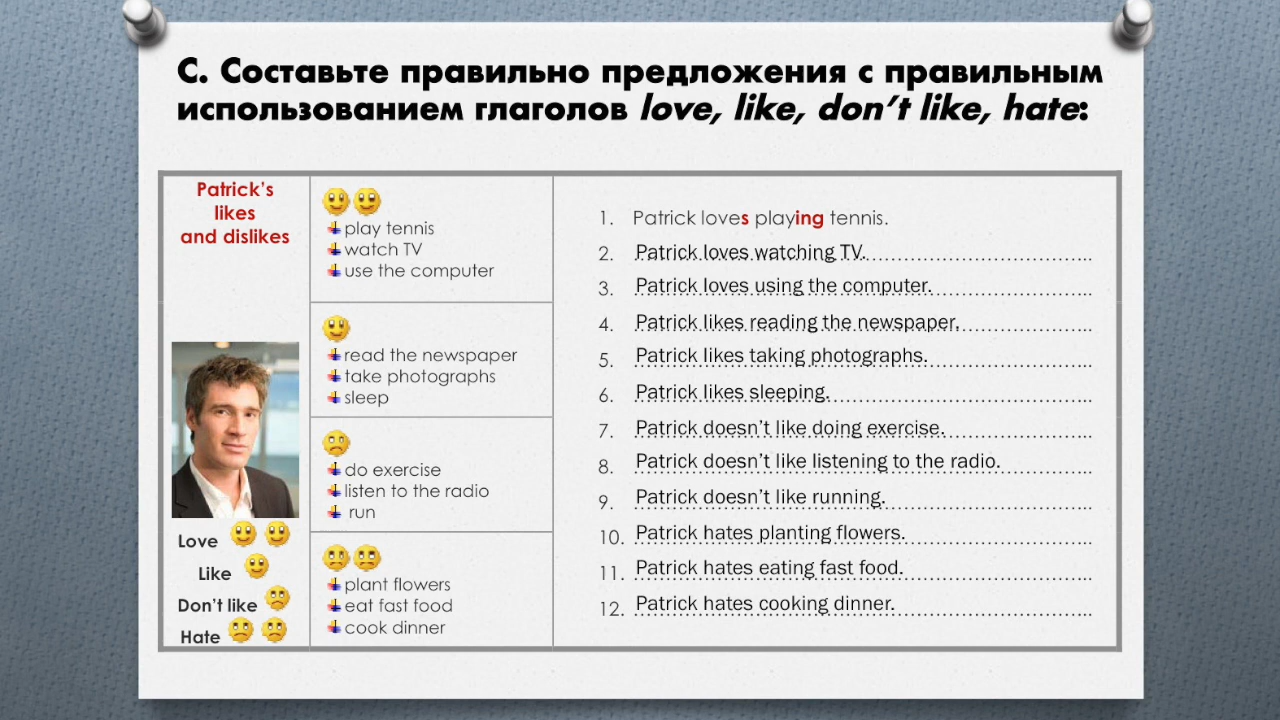 С. Составьте правильно предложения с правильным
использованием глаголов love, like, don’t like, hate:
Patrick’s
likes
and dislikes
Love
Like
Don’t like
Hate
play tennis
watch TV
use the computer
read the newspaper
take photographs
sleep
do exercise
listen to the radio
run
plant flowers
eat fast food
cook dinner
1. Patrick loves playing tennis.
2. Patrick loves watching TV.
3. Patrick loves using the computer.
4. Patrick likes reading the newspaper.
5. Patrick likes taking photographs.
6. Patrick likes sleeping.
7. Patrick doesn’t like doing exercise.
8. Patrick doesn’t like listening to the radio.
9. Patrick doesn’t like running.
10. Patrick hates planting flowers.
11. Patrick hates eating fast food.
12. Patrick hates cooking dinner.